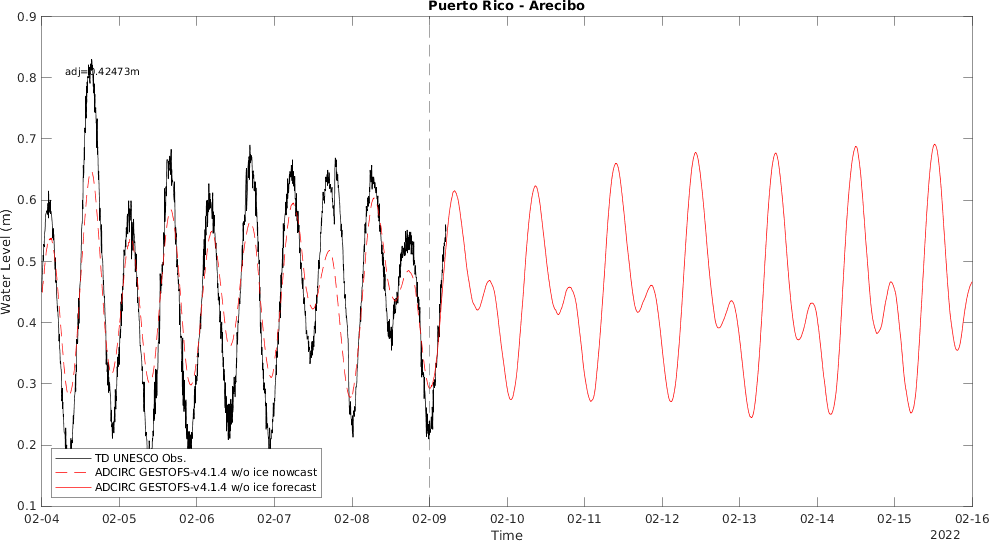 Puerto Rico - Arecibo
Water Level (m)
0.9
0.8
0.7
0.6
0.5
0.4
0.3
0.2
0.1
adj=0.42473m
TD UNESCO Obs.
ADCIRC GESTOFS-v4.1.4 w/o ice nowcast
ADCIRC GESTOFS-v4.1.4 w/o ice forecast
02-04 02-05 02-06 02-07 02-08 02-09 02-10 02-11 02-12 02-13 02-14 02-15 02-16
Time
2022